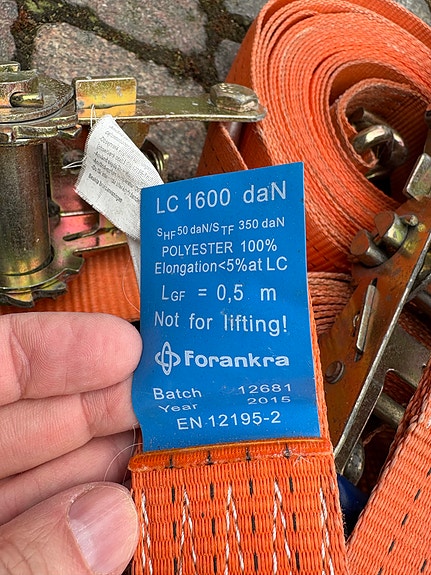 LC 1600 daN
SHF 50 daN/STF 350 daN
POLYESTER 100%
Elongation<5%at LC
LGF = 0,5 m
Not for lifting!
Forankra
Batch 12681
Year 2015
EN 12195-2